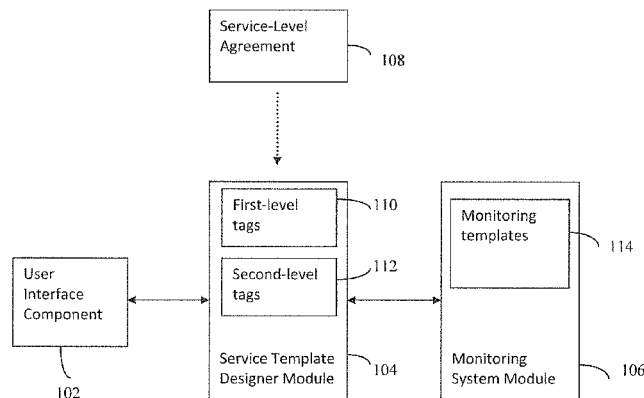 Service-Level
Agreement
108
First-level
tags
110
Second-level
tags
112
Monitoring
templates
114
User
Interface
Component
102
Service Template
Designer Module
104
Monitoring
System Module
106